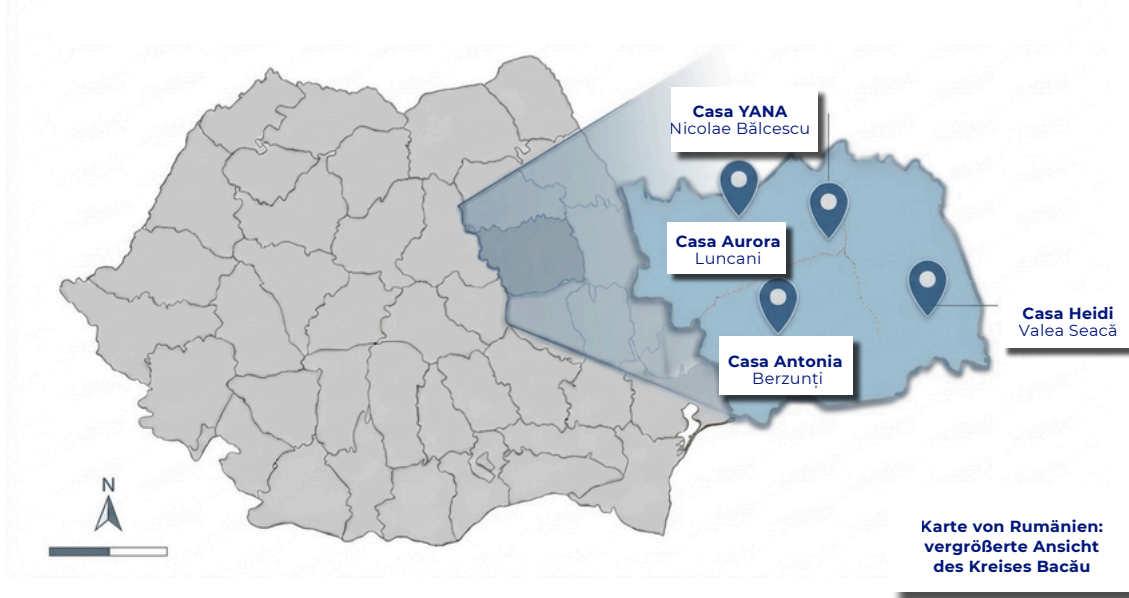 Casa YANA
Nicolae Bălcescu
Casa Aurora
Luncani
Casa Heidi
Valea Seacă
Casa Antonia
Berzunți
N
Karte von Rumänien:
vergrößerte Ansicht
des Kreises Bacău